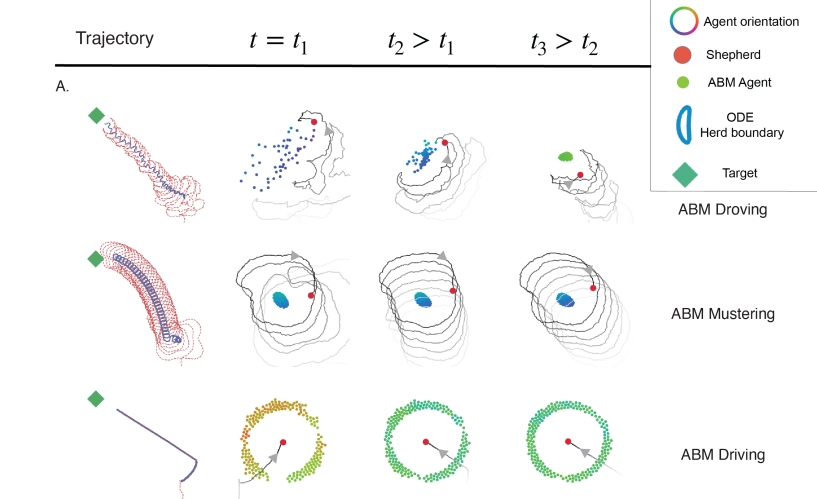 Trajectory
t = t₁
t₂ > t₁
t₃ > t₂
Agent orientation
Shepherd
ABM Agent
ODE
Herd boundary
Target
A.
ABM Droving
ABM Mustering
ABM Driving